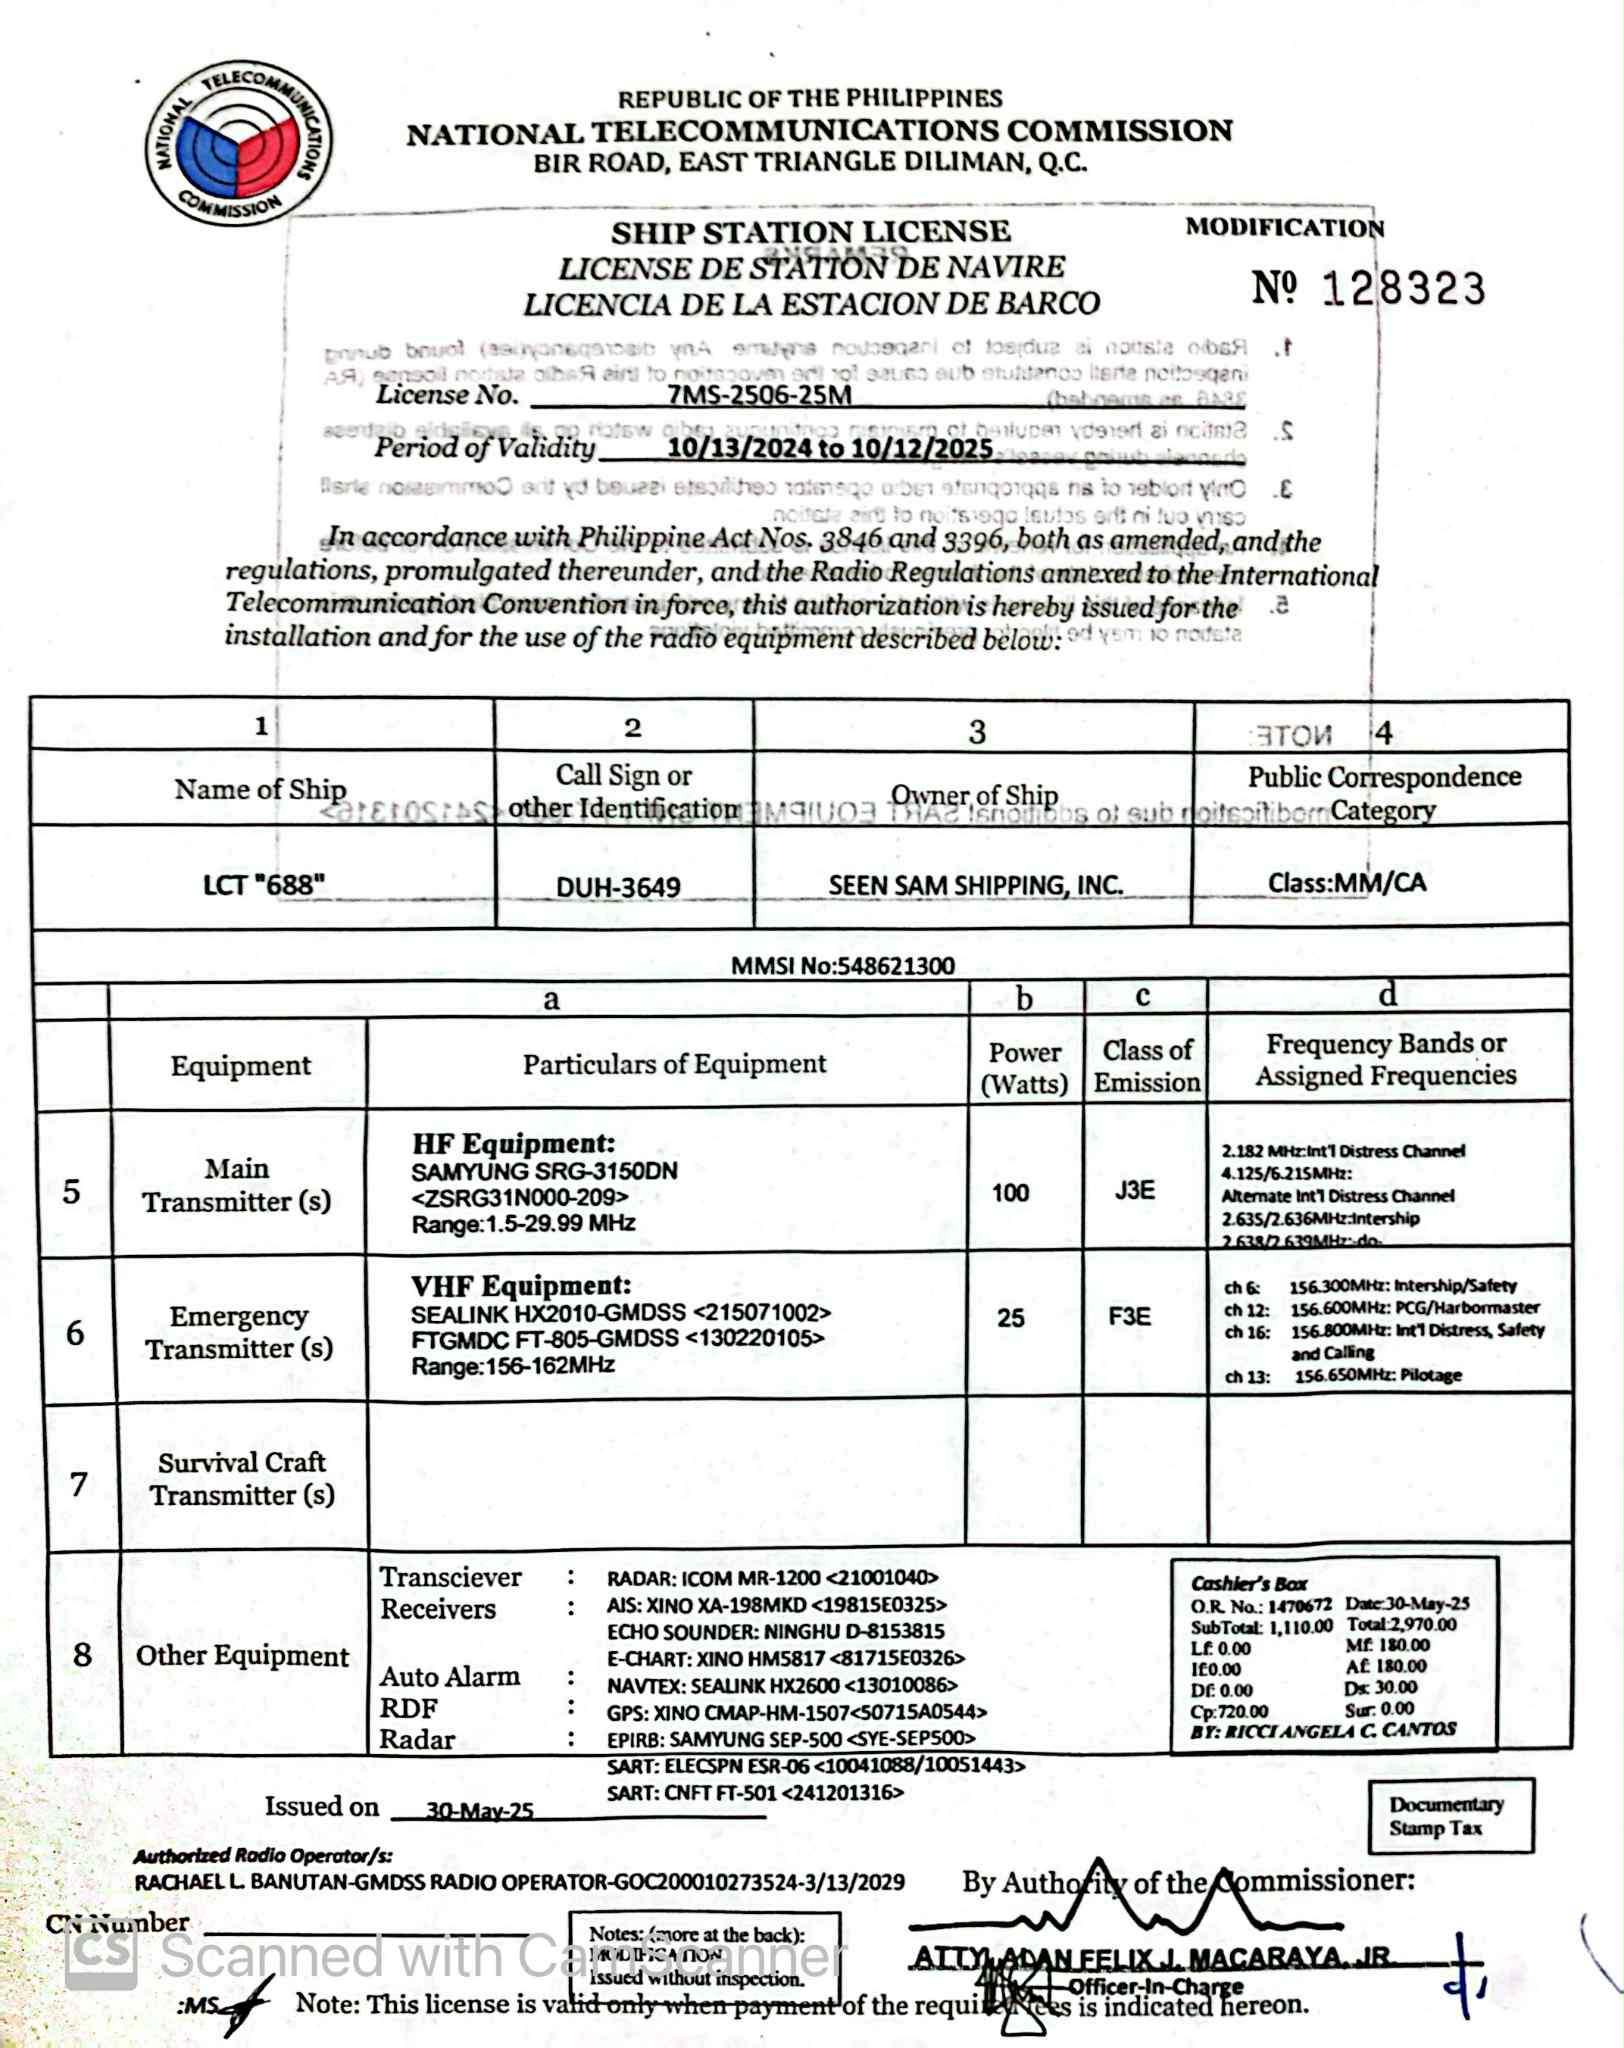 NATIONAL TELECOMMUNICATIONS COMMISSION
REPUBLIC OF THE PHILIPPINES
NATIONAL TELECOMMUNICATIONS COMMISSION
BIR ROAD, EAST TRIANGLE DILIMAN, Q.C.
SHIP STATION LICENSE
MODIFICATION
LICENSE DE STATION DE NAVIRE
LICENCIA DE LA ESTACION DE BARCO
Nº 128323
License No. 7MS-2506-25M
Period of Validity 10/13/2024 to 10/12/2025
In accordance with Philippine Act Nos. 3846 and 3396, both as amended, and the
regulations, promulgated thereunder, and the Radio Regulations annexed to the International
Telecommunication Convention in force, this authorization is hereby issued for the
installation and for the use of the radio equipment described below:
1 2 3 4
Name of Ship
Call Sign or
other Identification
Owner of Ship
Public Correspondence
Category
LCT "688" DUH-3649 SEEN SAM SHIPPING, INC. Class:MM/CA
MMSI No:548621300
a b c d
Equipment
Particulars of Equipment
Power
(Watts)
Class of
Emission
Frequency Bands or
Assigned Frequencies
5
Main
Transmitter (s)
HF Equipment:
SAMYUNG SRG-3150DN
<ZSRG31N000-209>
Range:1.5-29.99 MHz
100
J3E
2.182 MHz:Int'l Distress Channel
4.125/6.215MHz:
Alternate Int'l Distress Channel
2.635/2.636MHz:Intership
2.638/2.639MHz:-do-
6
Emergency
Transmitter (s)
VHF Equipment:
SEALINK HX2010-GMDSS <215071002>
FTGMDC FT-805-GMDSS <130220105>
Range:156-162MHz
25
F3E
ch 6: 156.300MHz: Intership/Safety
ch 12: 156.600MHz: PCG/Harbormaster
ch 16: 156.800MHz: Int'l Distress, Safety
and Calling
ch 13: 156.650MHz: Pilotage
7
Survival Craft
Transmitter (s)
8
Other Equipment
Transciever :
Receivers :
Auto Alarm :
RDF :
Radar :
RADAR: ICOM MR-1200 <21001040>
AIS: XINO XA-198MKD <19815E0325>
ECHO SOUNDER: NINGHU D-8153815
E-CHART: XINO HM5817 <81715E0326>
NAVTEX: SEALINK HX2600 <13010086>
GPS: XINO CMAP-HM-1507<50715A0544>
EPIRB: SAMYUNG SEP-500 <SYE-SEP500>
SART: ELECSPN ESR-06 <10041088/10051443>
SART: CNFT FT-501 <241201316>
Cashier's Box
O.R. No.: 1470672 Date:30-May-25
SubTotal: 1,110.00 Total:2,970.00
Lf: 0.00 Mf: 180.00
If:0.00 Af: 180.00
Df: 0.00 Ds: 30.00
Cp:720.00 Sur: 0.00
BY: RICCI ANGELA C. CANTOS
Issued on 30-May-25
Documentary
Stamp Tax
Authorized Radio Operator/s:
RACHAEL L. BANUTAN-GMDSS RADIO OPERATOR-GOC200010273524-3/13/2029
By Authority of the Commissioner:
CN Number
Notes: (more at the back):
MODIFICATION
Issued without inspection.
ATTY. ADAN FELIX J. MACARAYA, JR.
Officer-In-Charge
CS Scanned with CamScanner
:MS
Note: This license is valid only when payment of the required fees is indicated hereon.